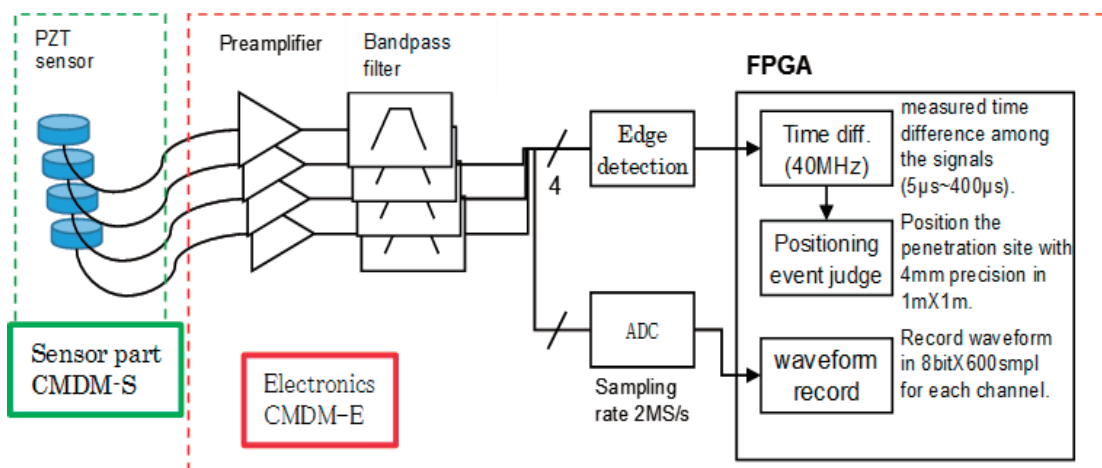 PZT
sensor
Preamplifier
Bandpass
filter
FPGA
4
Edge
detection
Time diff.
(40MHz)
measured time
difference among
the signals
(5µs~400µs).
Positioning
event judge
Position the
penetration site with
4mm precision in
1mX1m.
ADC
Sampling
rate 2MS/s
waveform
record
Record waveform
in 8bitX600smpl
for each channel.
Sensor part
CMDM-S
Electronics
CMDM-E